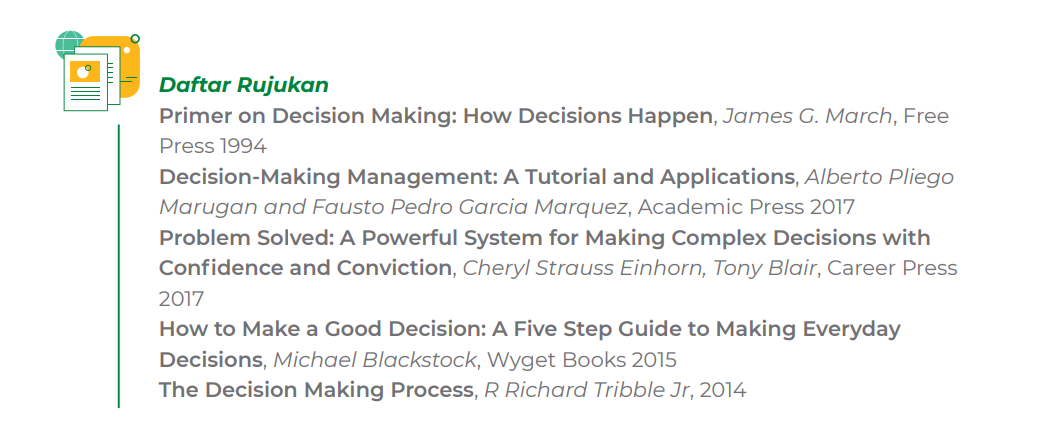 Daftar Rujukan
Primer on Decision Making: How Decisions Happen, James G. March, Free
Press 1994
Decision-Making Management: A Tutorial and Applications, Alberto Pliego
Marugan and Fausto Pedro Garcia Marquez, Academic Press 2017
Problem Solved: A Powerful System for Making Complex Decisions with
Confidence and Conviction, Cheryl Strauss Einhorn, Tony Blair, Career Press
2017
How to Make a Good Decision: A Five Step Guide to Making Everyday
Decisions, Michael Blackstock, Wyget Books 2015
The Decision Making Process, R Richard Tribble Jr, 2014